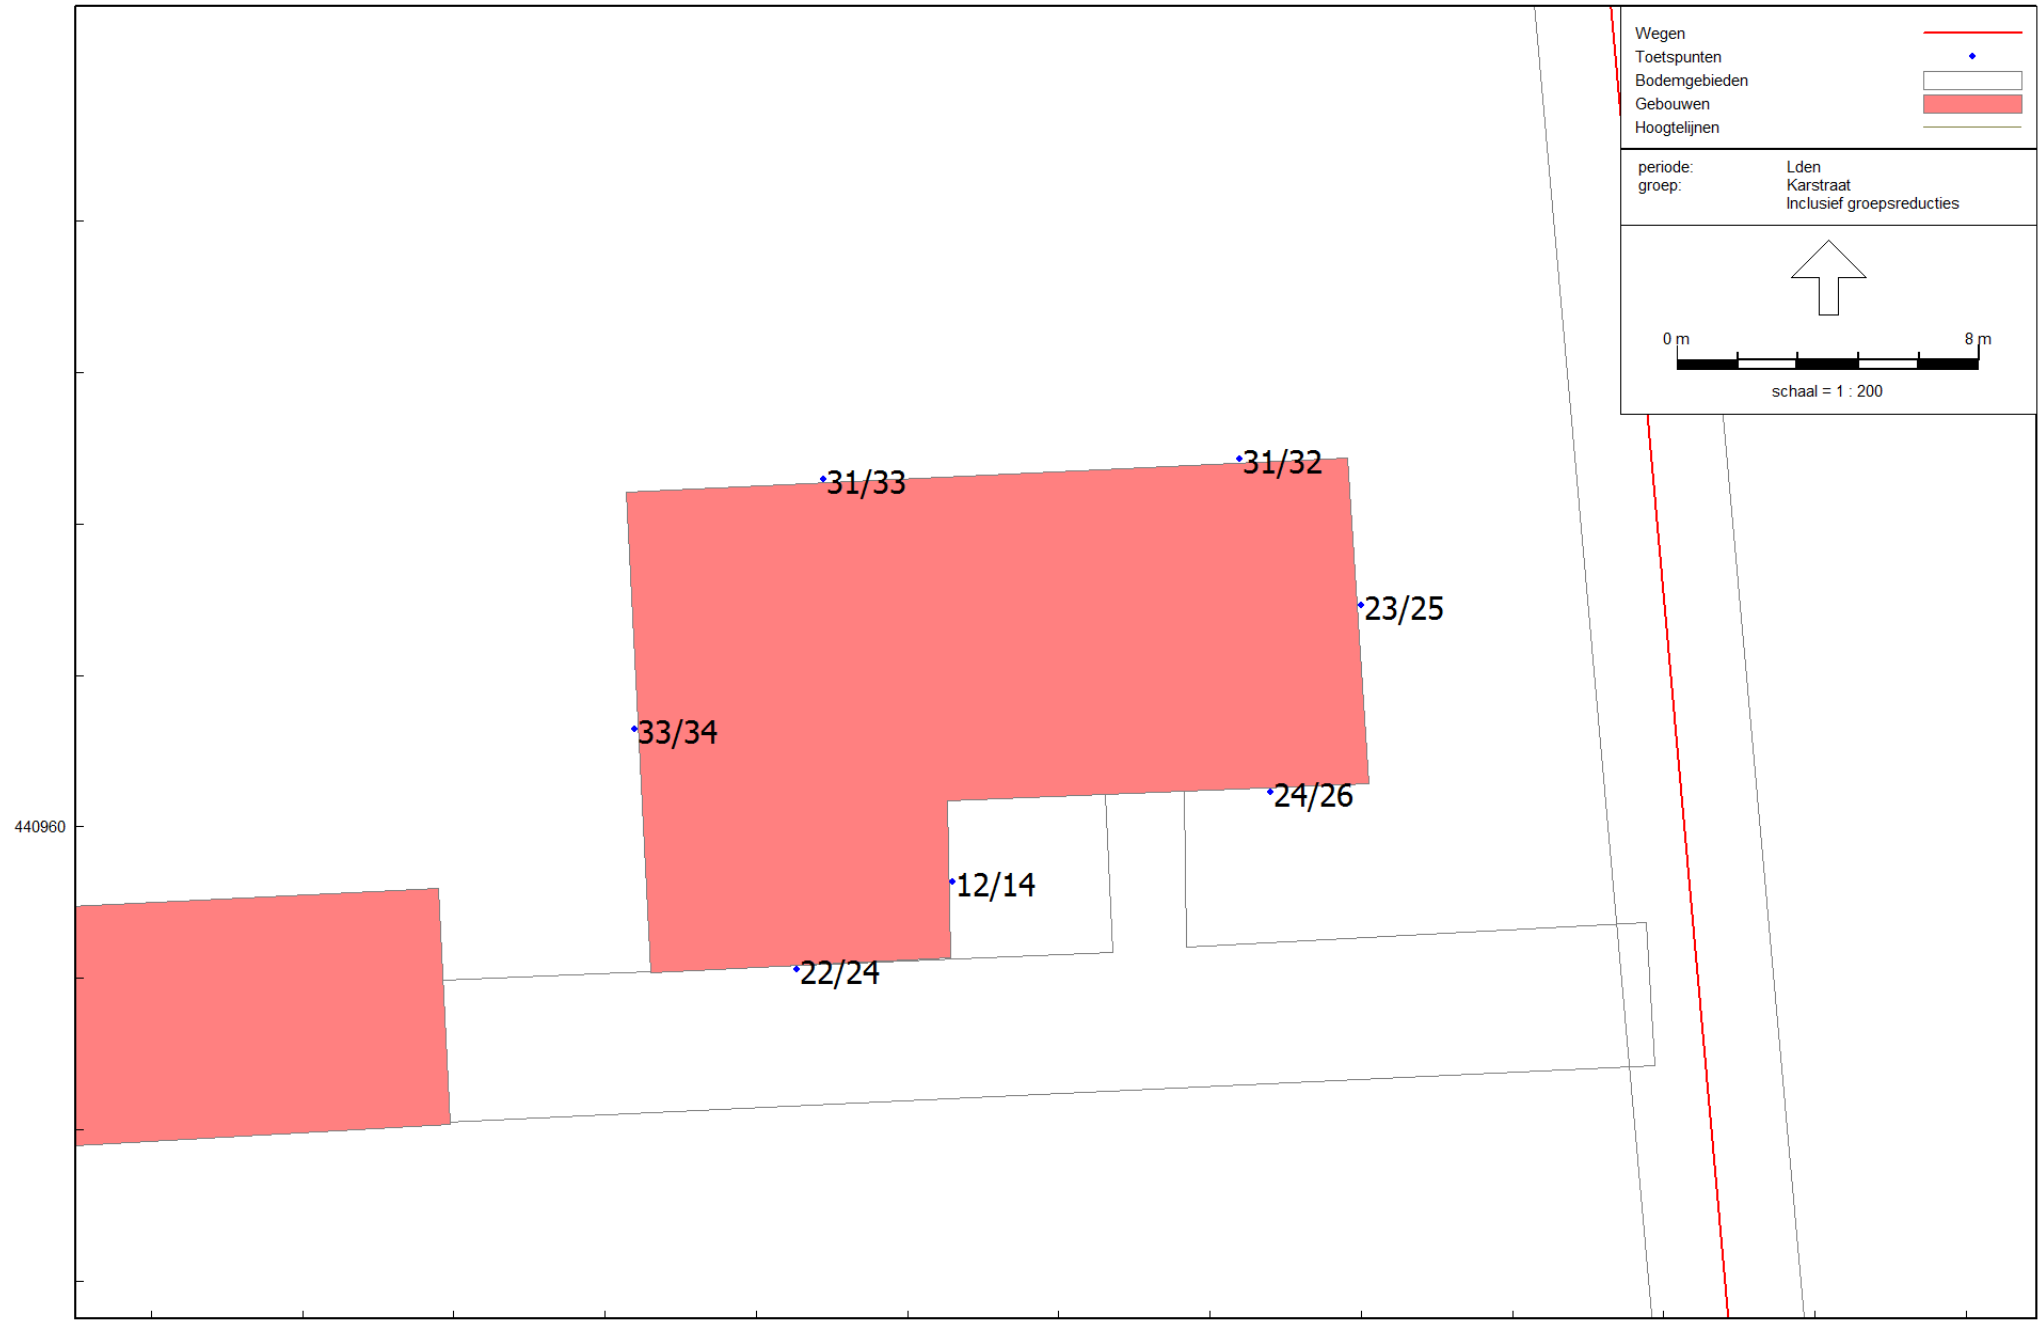 Wegen
Toetspunten
Bodemgebieden
Gebouwen
Hoogtelijnen
periode: Lden
groep: Karstraat
Inclusief groepsreducties
0 m 8 m
schaal = 1 : 200
31/33
31/32
23/25
33/34
24/26
440960
12/14
22/24